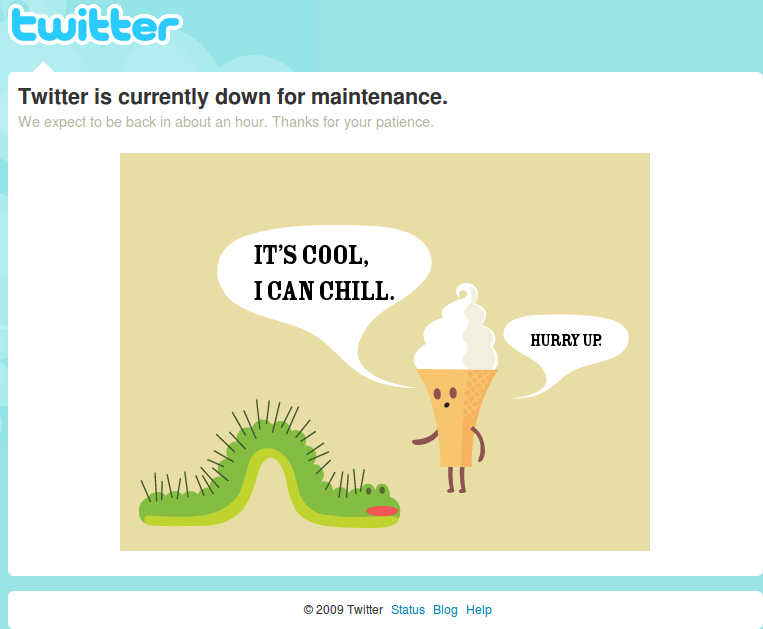 twitter
Twitter is currently down for maintenance.
We expect to be back in about an hour. Thanks for your patience.
IT'S COOL,
I CAN CHILL.
HURRY UP.
© 2009 Twitter Status Blog Help